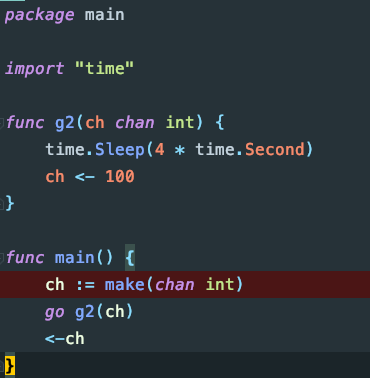 package main
import "time"
func g2(ch chan int) {
    time.Sleep(4 * time.Second)
    ch <- 100
}
func main() {
    ch := make(chan int)
    go g2(ch)
    <-ch
}